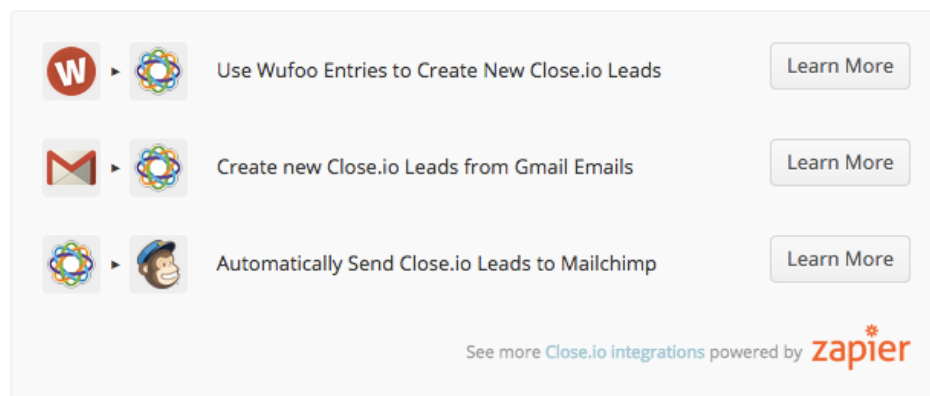 W
Use Wufoo Entries to Create New Close.io Leads
Learn More
Create new Close.io Leads from Gmail Emails
Learn More
Automatically Send Close.io Leads to Mailchimp
Learn More
See more Close.io integrations powered by zapier